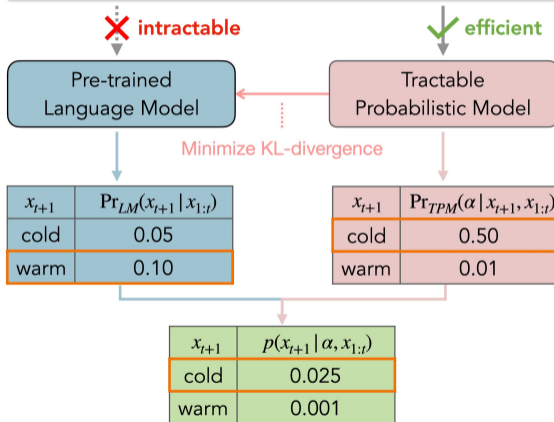 intractable
efficient
Pre-trained
Language Model
Tractable
Probabilistic Model
Minimize KL-divergence
x_{t+1} Pr_{LM}(x_{t+1} | x_{1:t})
cold 0.05
warm 0.10
x_{t+1} Pr_{TPM}(α | x_{t+1}, x_{1:t})
cold 0.50
warm 0.01
x_{t+1} p(x_{t+1} | α, x_{1:t})
cold 0.025
warm 0.001